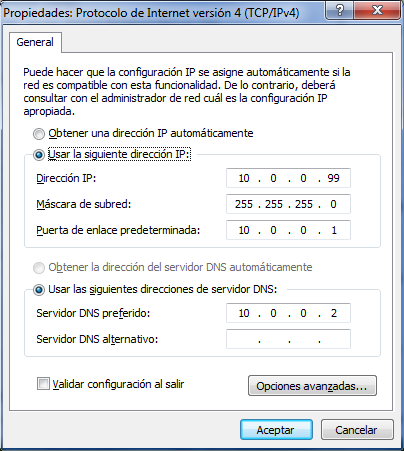 Propiedades: Protocolo de Internet versión 4 (TCP/IPv4)
General
Puede hacer que la configuración IP se asigne automáticamente si la
red es compatible con esta funcionalidad. De lo contrario, deberá
consultar con el administrador de red cuál es la configuración IP
apropiada.
Obtener una dirección IP automáticamente
Usar la siguiente dirección IP:
Dirección IP: 10 . 0 . 0 . 99
Máscara de subred: 255 . 255 . 255 . 0
Puerta de enlace predeterminada: 10 . 0 . 0 . 1
Obtener la dirección del servidor DNS automáticamente
Usar las siguientes direcciones de servidor DNS:
Servidor DNS preferido: 10 . 0 . 0 . 2
Servidor DNS alternativo: . . .
Validar configuración al salir
Opciones avanzadas...
Aceptar Cancelar